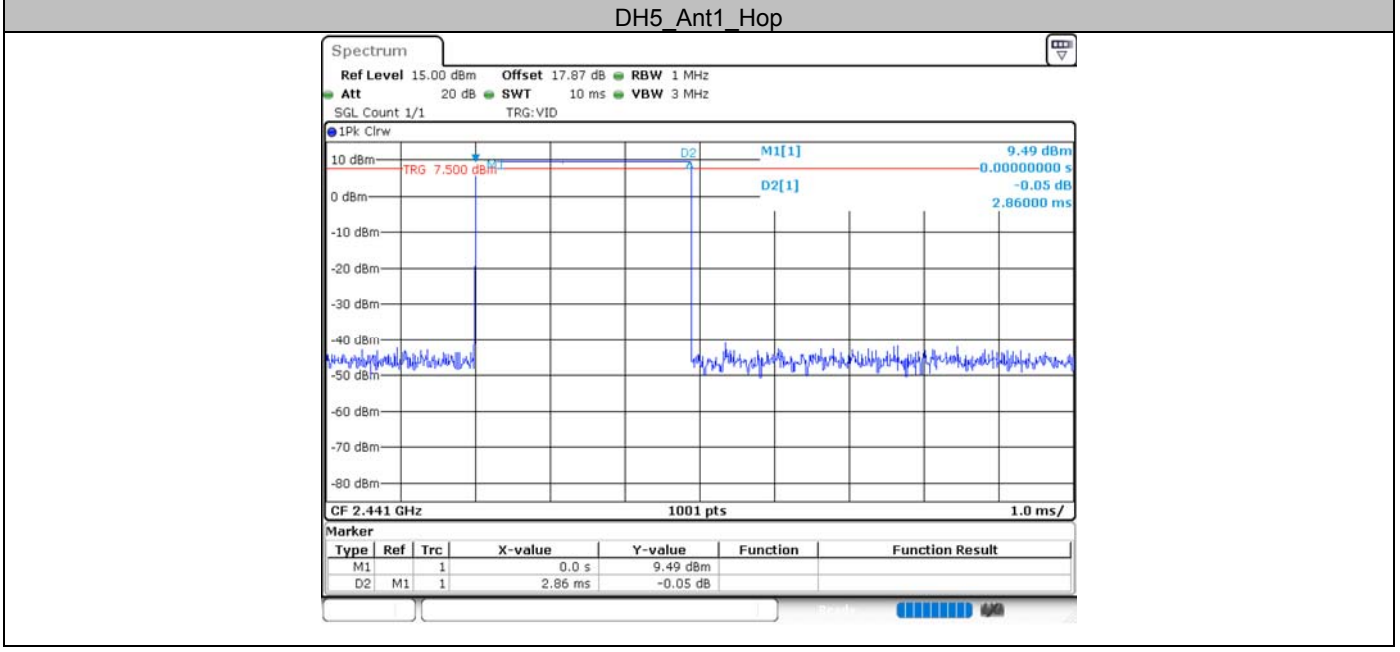 DH5_Ant1_Hop
Spectrum
Ref Level 15.00 dBm Offset 17.87 dB RBW 1 MHz
Att 20 dB SWT 10 ms VBW 3 MHz
SGL Count 1/1 TRG:VID
1Pk Clrw
10 dBm M1 D2 M1[1] 9.49 dBm
TRG 7.500 dBm 0.00000000 s
0 dBm D2[1] -0.05 dB
2.86000 ms
-10 dBm
-20 dBm
-30 dBm
-40 dBm
-50 dBm
-60 dBm
-70 dBm
-80 dBm
CF 2.441 GHz 1001 pts 1.0 ms/
Marker
Type Ref Trc X-value Y-value Function Function Result
M1 1 0.0 s 9.49 dBm
D2 M1 1 2.86 ms -0.05 dB